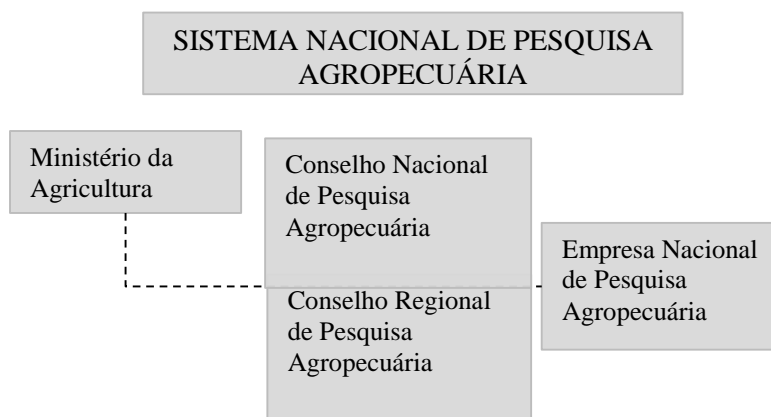 SISTEMA NACIONAL DE PESQUISA
AGROPECUÁRIA
Ministério da
Agricultura
Conselho Nacional
de Pesquisa
Agropecuária
Empresa Nacional
de Pesquisa
Agropecuária
Conselho Regional
de Pesquisa
Agropecuária